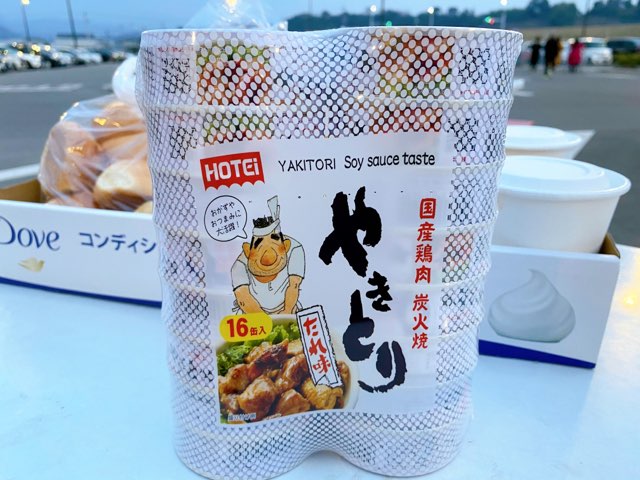 HOTEi
YAKITORI Soy sauce taste
おかずや
おつまみに
大活躍!
やきとり
国産鶏肉 炭火焼
16缶入
たれ味
Dove コンディシ